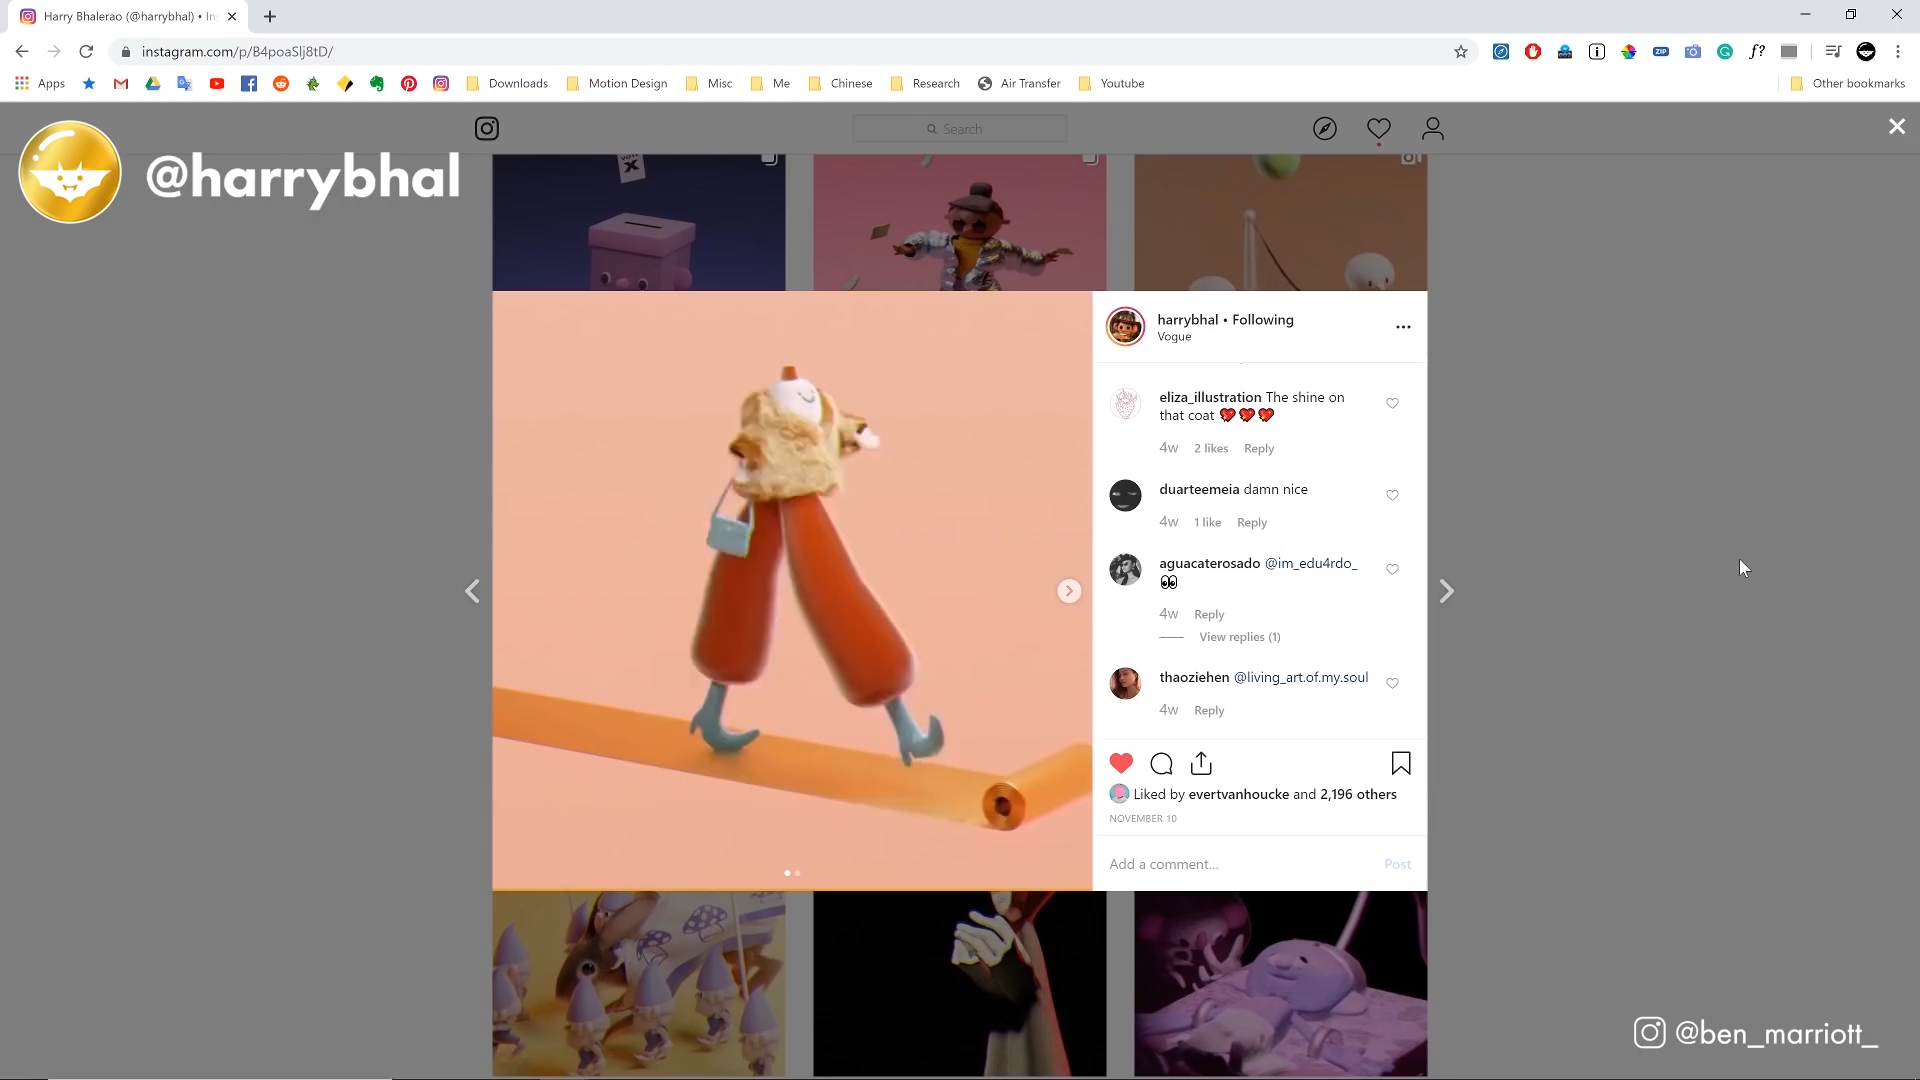 Harry Bhalerao (@harrybhal) • In
instagram.com/p/B4poaSlj8tD/
ZIP
f?
Apps
Downloads
Motion Design
Misc
Me
Chinese
Research
Air Transfer
Youtube
Other bookmarks
@harrybhal
Search
harrybhal • Following
Vogue
eliza_illustration The shine on
that coat 💖💖💖
4w 2 likes Reply
duarteemeia damn nice
4w 1 like Reply
aguacaterosado @im_edu4rdo_
👀
4w Reply
View replies (1)
thaoziehen @living_art.of.my.soul
4w Reply
Liked by evertvanhoucke and 2,196 others
NOVEMBER 10
Add a comment...
Post
@ben_marriott_